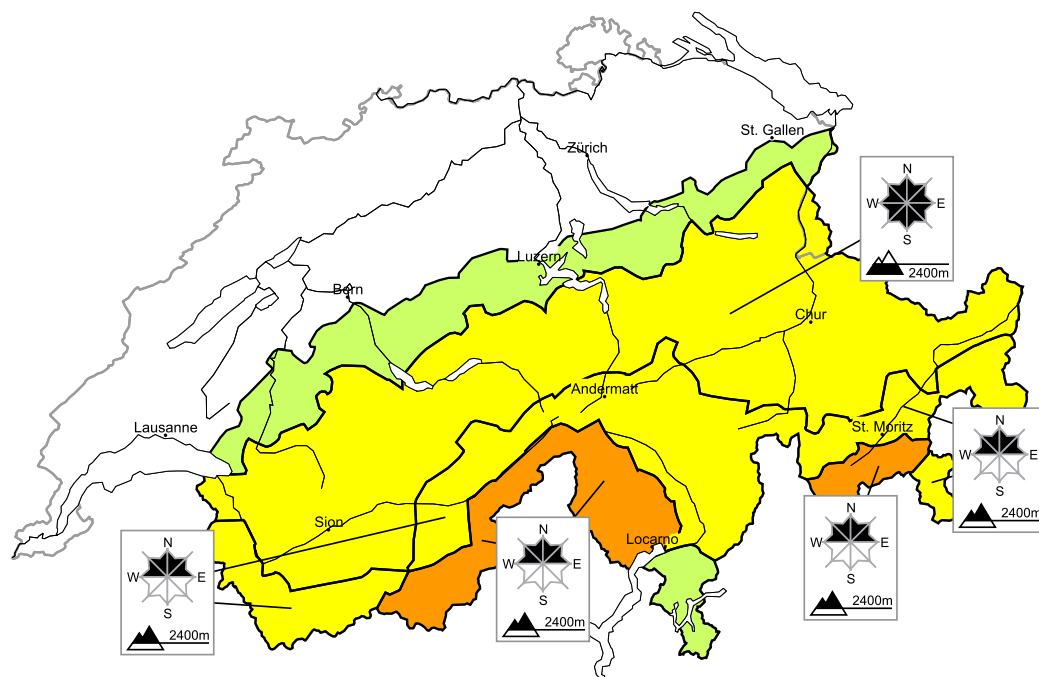 St. Gallen
Zürich
N
W E
S
2400m
Luzern
Bern
Chur
Andermatt
Lausanne
St. Moritz
N
W E
S
2400m
Sion
N
W E
S
2400m
Locarno
N
W E
S
2400m
N
W E
S
2400m